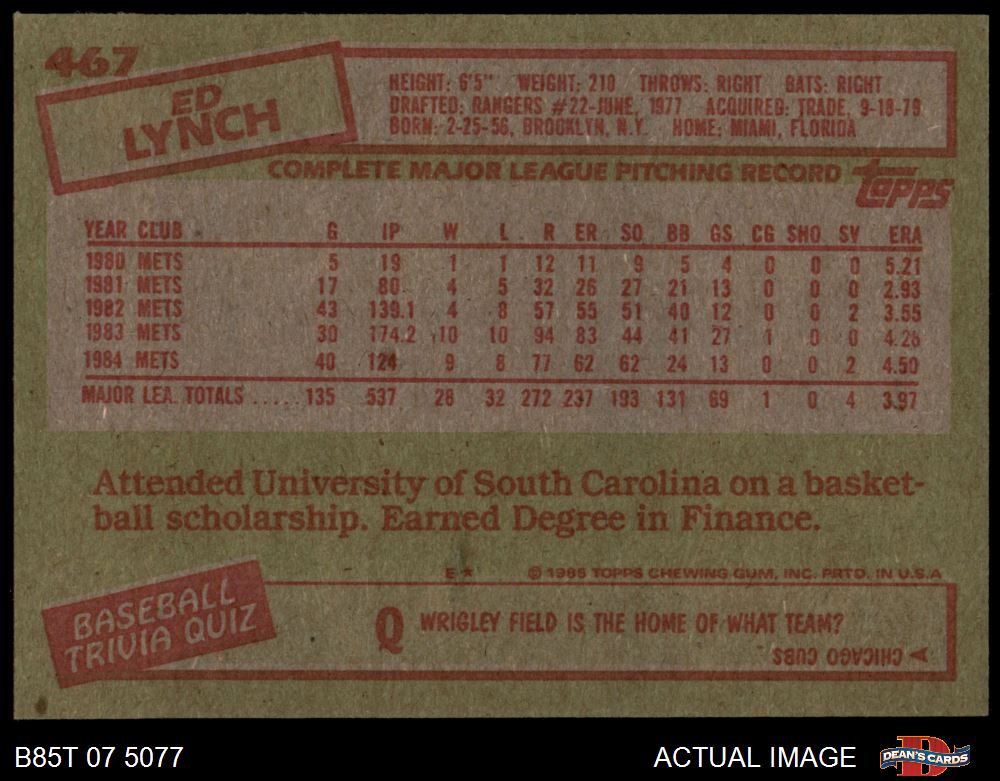 467
ED
LYNCH
HEIGHT: 6'5" WEIGHT: 210 THROWS: RIGHT BATS: RIGHT
DRAFTED: RANGERS #22-JUNE, 1977 ACQUIRED: TRADE, 9-18-79
BORN: 2-25-56, BROOKLYN, N.Y. HOME: MIAMI, FLORIDA
COMPLETE MAJOR LEAGUE PITCHING RECORD
topps
YEAR CLUB G IP W L R ER SO BB GS CG SHO SV ERA
1980 METS 5 19 1 1 12 11 9 5 4 0 0 0 5.21
1981 METS 17 80 4 5 32 26 27 21 13 0 0 0 2.93
1982 METS 43 139.1 4 8 57 55 51 40 12 0 0 2 3.55
1983 METS 30 174.2 10 10 94 83 44 41 27 1 0 0 4.28
1984 METS 40 124 9 8 77 62 62 24 13 0 0 2 4.50
MAJOR LEA. TOTALS ..... 135 537 28 32 272 237 193 131 69 1 0 4 3.97
Attended University of South Carolina on a basket-
ball scholarship. Earned Degree in Finance.
E* © 1985 TOPPS CHEWING GUM, INC. PRTD. IN U.S.A
BASEBALL
TRIVIA QUIZ
Q WRIGLEY FIELD IS THE HOME OF WHAT TEAM?
A CHICAGO CUBS
B85T 07 5077
ACTUAL IMAGE
DEAN'S CARDS